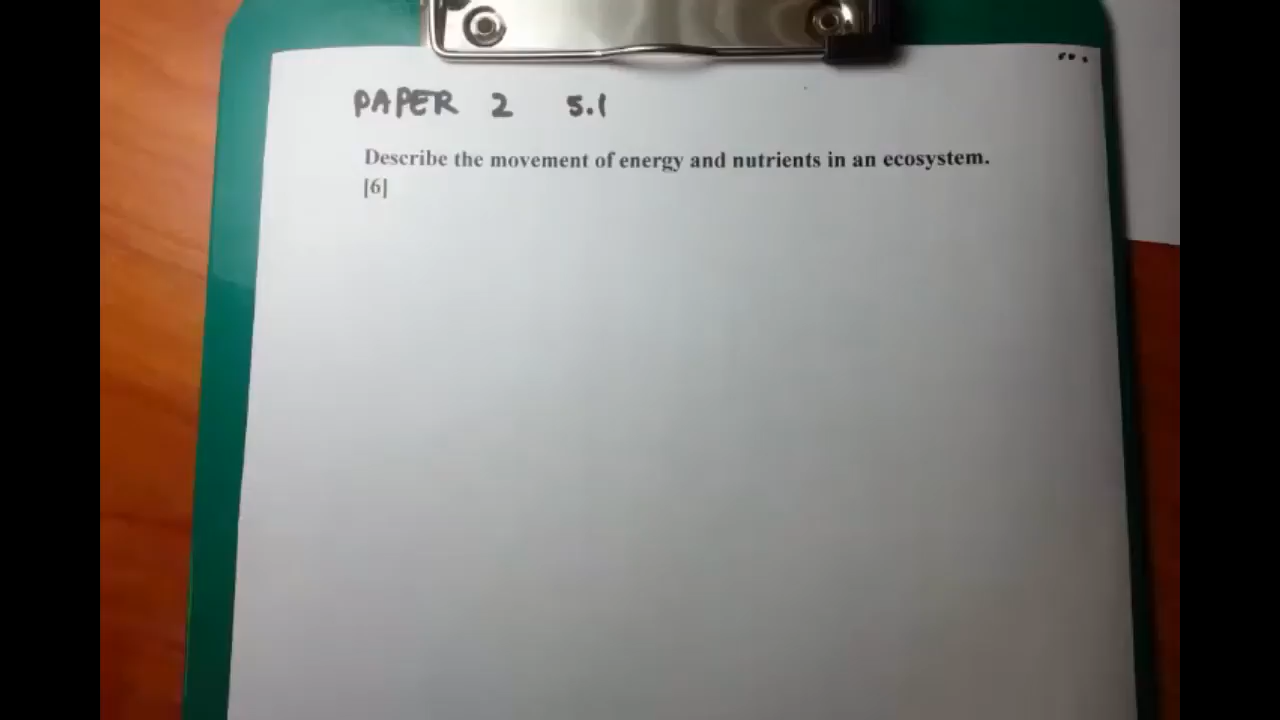 PAPER 2 5.1
Describe the movement of energy and nutrients in an ecosystem.
[6]